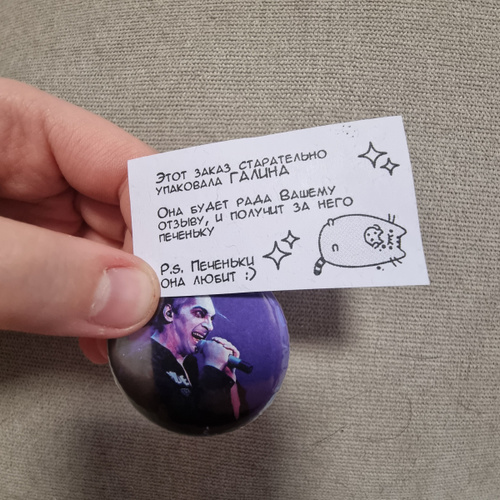 Этот заказ старательно
упаковала ГАЛИНА
Она будет рада Вашему
отзыву, и получит за него
печеньку
P.s. Печеньки
она любит :)